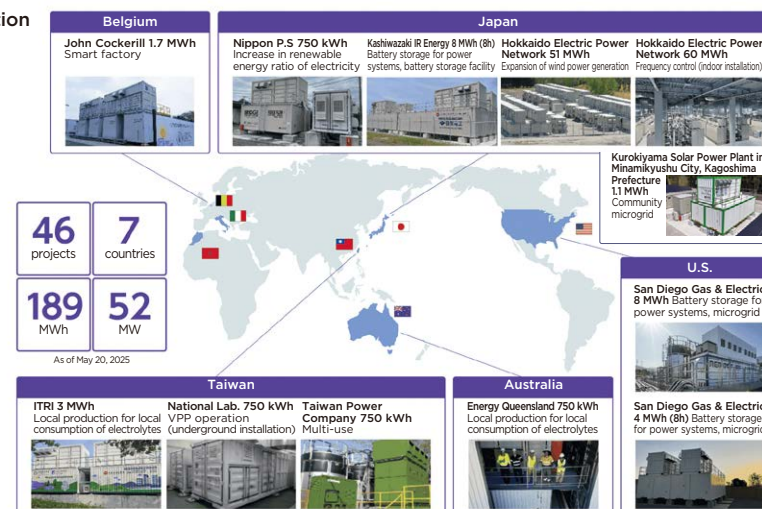 tion
Belgium
John Cockerill 1.7 MWh
Smart factory
Japan
Nippon P.S 750 kWh
Increase in renewable
energy ratio of electricity
Kashiwazaki IR Energy 8 MWh (8h)
Battery storage for power
systems, battery storage facility
Hokkaido Electric Power
Network 51 MWh
Expansion of wind power generation
Hokkaido Electric Power
Network 60 MWh
Frequency control (indoor installation)
Kurokiyama Solar Power Plant in
Minamikyushu City, Kagoshima
Prefecture
1.1 MWh
Community
microgrid
46
projects
7
countries
189
MWh
52
MW
As of May 20, 2025
U.S.
San Diego Gas & Electric
8 MWh Battery storage fo
power systems, microgrid
San Diego Gas & Electric
4 MWh (8h) Battery storage
for power systems, microgrid
Taiwan
ITRI 3 MWh
Local production for local
consumption of electrolytes
National Lab. 750 kWh
VPP operation
(underground installation)
Taiwan Power
Company 750 kWh
Multi-use
Australia
Energy Queensland 750 kWh
Local production for local
consumption of electrolytes